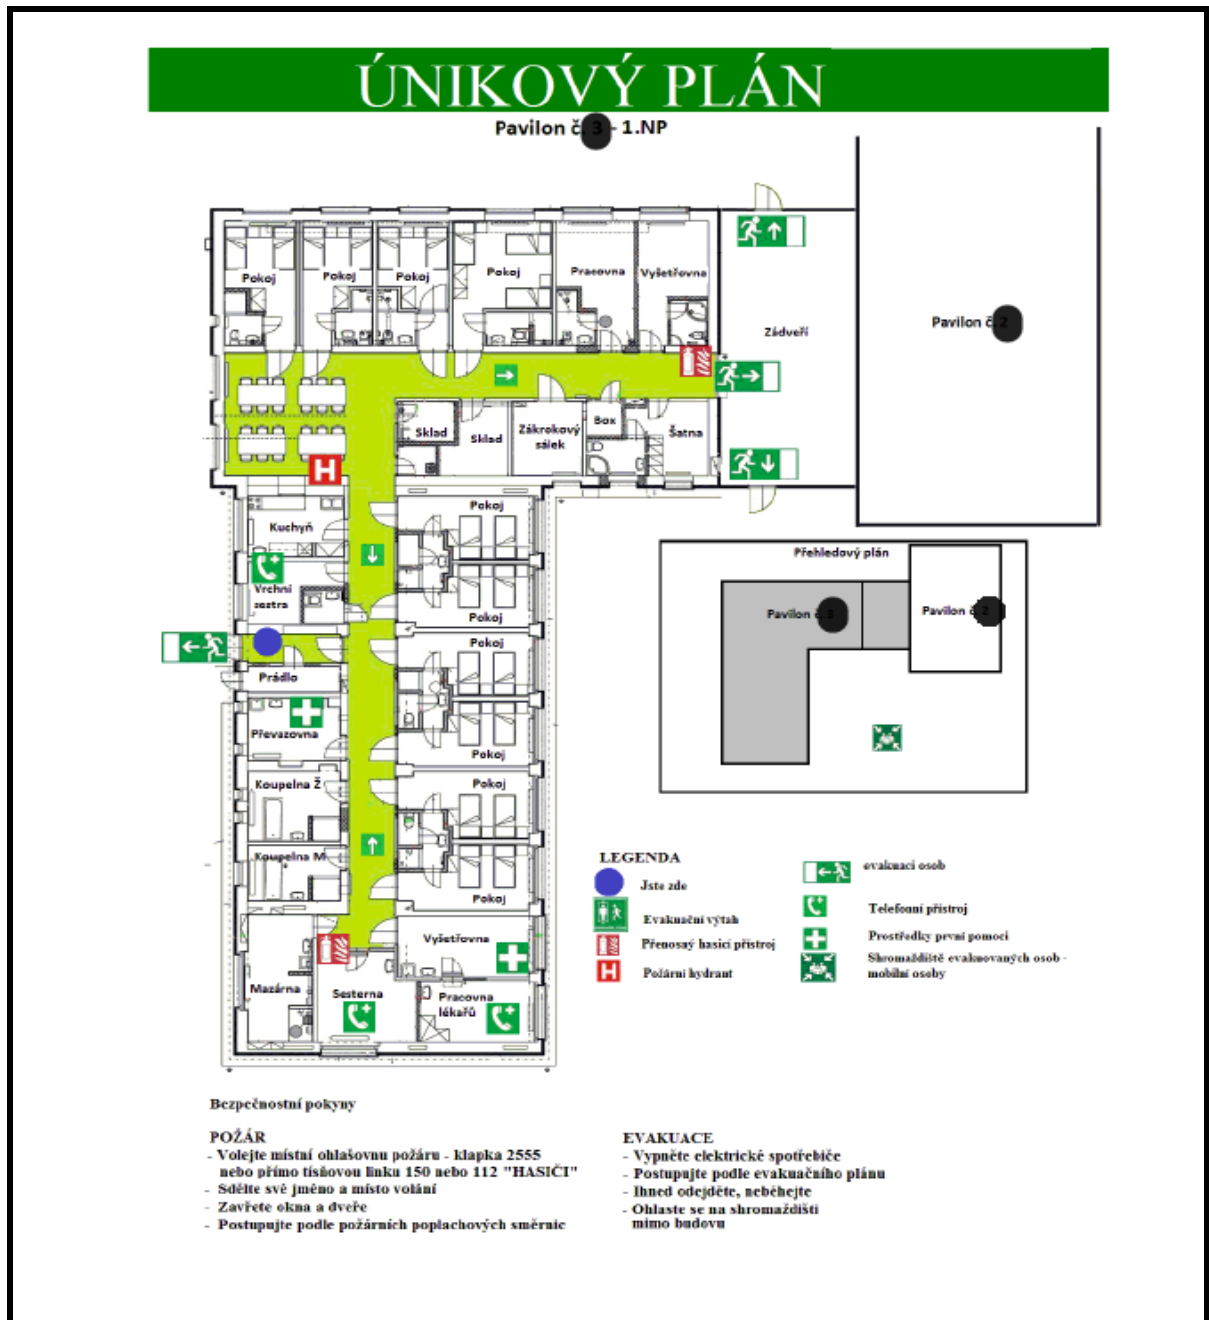 ÚNIKOVÝ PLÁN
Pavilon č. 3 - 1.NP
Pokoj
Pokoj
Pokoj
Pokoj
Pracovna
Vyšetřovna
Zádveří
Pavilon č. 2
Sklad
Sklad
Zákrokový
sálek
Box
Šatna
H
Kuchyň
Pokoj
Vrchní
sestra
Pokoj
Pokoj
Prádlo
Převazovna
Pokoj
Koupelna Ž
Pokoj
Koupelna M
Pokoj
Vyšetřovna
Mazárna
Sesterna
Pracovna
lékařů
Přehledový plán
Pavilon č. 3
Pavilon č. 2
LEGENDA
Jste zde
Evakuační výtah
Přenosný hasicí přístroj
H
Požární hydrant
evakuaci osob
Telefonní přístroj
Prostředky první pomoci
Shromaždiště evakuovaných osob -
mobilní osoby
Bezpečnostní pokyny
POŽÁR
- Volejte místní ohlašovnu požáru - klapka 2555
nebo přímo tísňovou linku 150 nebo 112 "HASIČI"
- Sdělte své jméno a místo volání
- Zavřete okna a dveře
- Postupujte podle požárních poplachových směrnic
EVAKUACE
- Vypněte elektrické spotřebiče
- Postupujte podle evakuačního plánu
- Ihned odejděte, neběhejte
- Ohlaste se na shromaždišti
mimo budovu